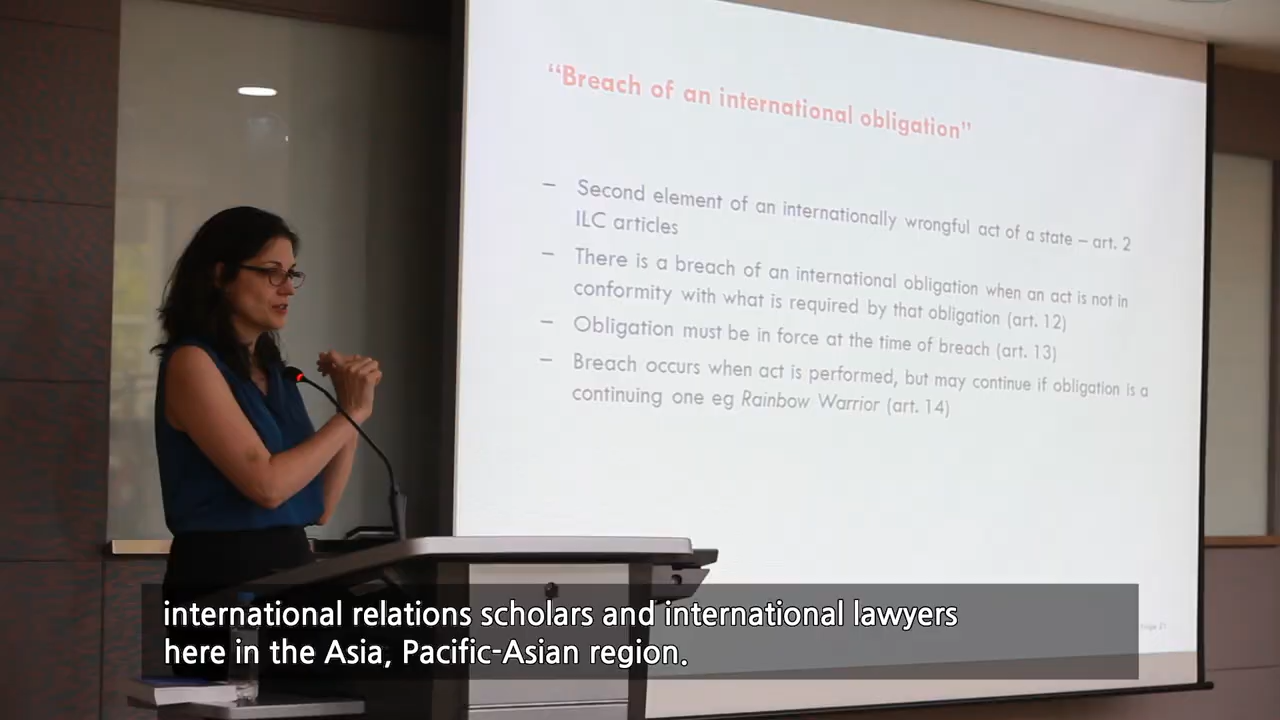 “Breach of an international obligation”
– Second element of an internationally wrongful act of a state – art. 2
ILC articles
– There is a breach of an international obligation when an act is not in
conformity with what is required by that obligation (art. 12)
– Obligation must be in force at the time of breach (art. 13)
– Breach occurs when act is performed, but may continue if obligation is a
continuing one eg Rainbow Warrior (art. 14)
international relations scholars and international lawyers
here in the Asia, Pacific-Asian region.